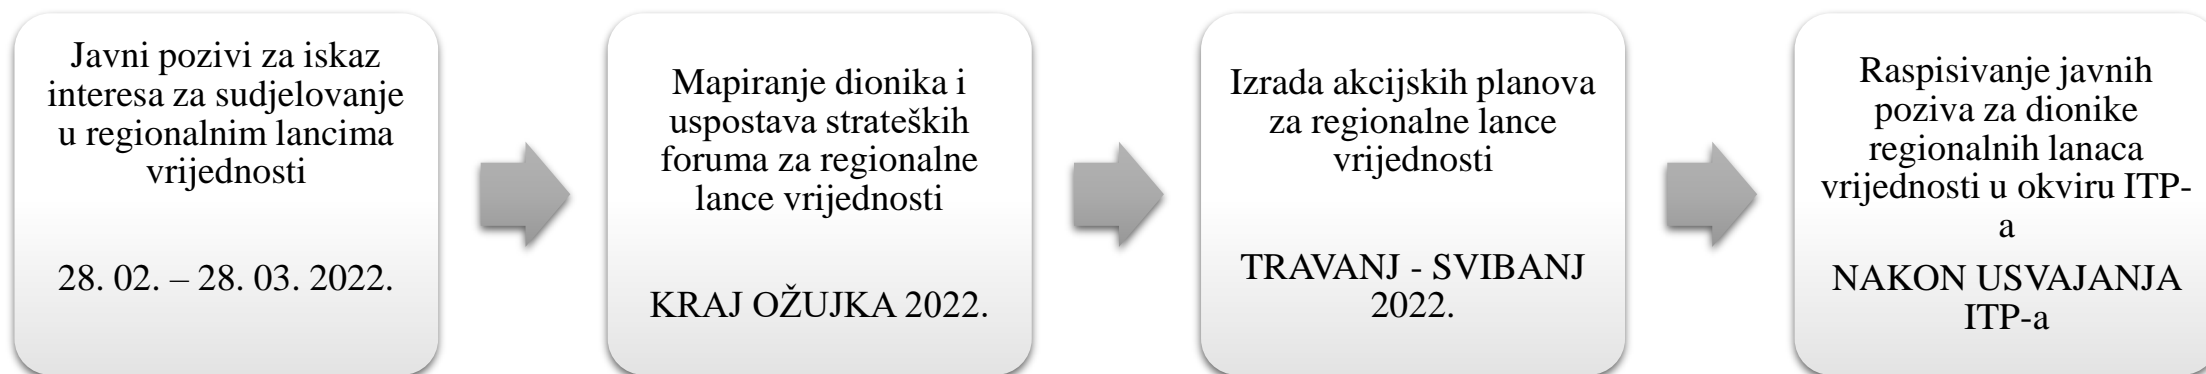 Javni pozivi za iskaz
interesa za sudjelovanje
u regionalnim lancima
vrijednosti
28. 02. – 28. 03. 2022.
Mapiranje dionika i
uspostava strateških
foruma za regionalne
lance vrijednosti
KRAJ OŽUJKA 2022.
Izrada akcijskih planova
za regionalne lance
vrijednosti
TRAVANJ - SVIBANJ
2022.
Raspisivanje javnih
poziva za dionike
regionalnih lanaca
vrijednosti u okviru ITP-
a
NAKON USVAJANJA
ITP-a